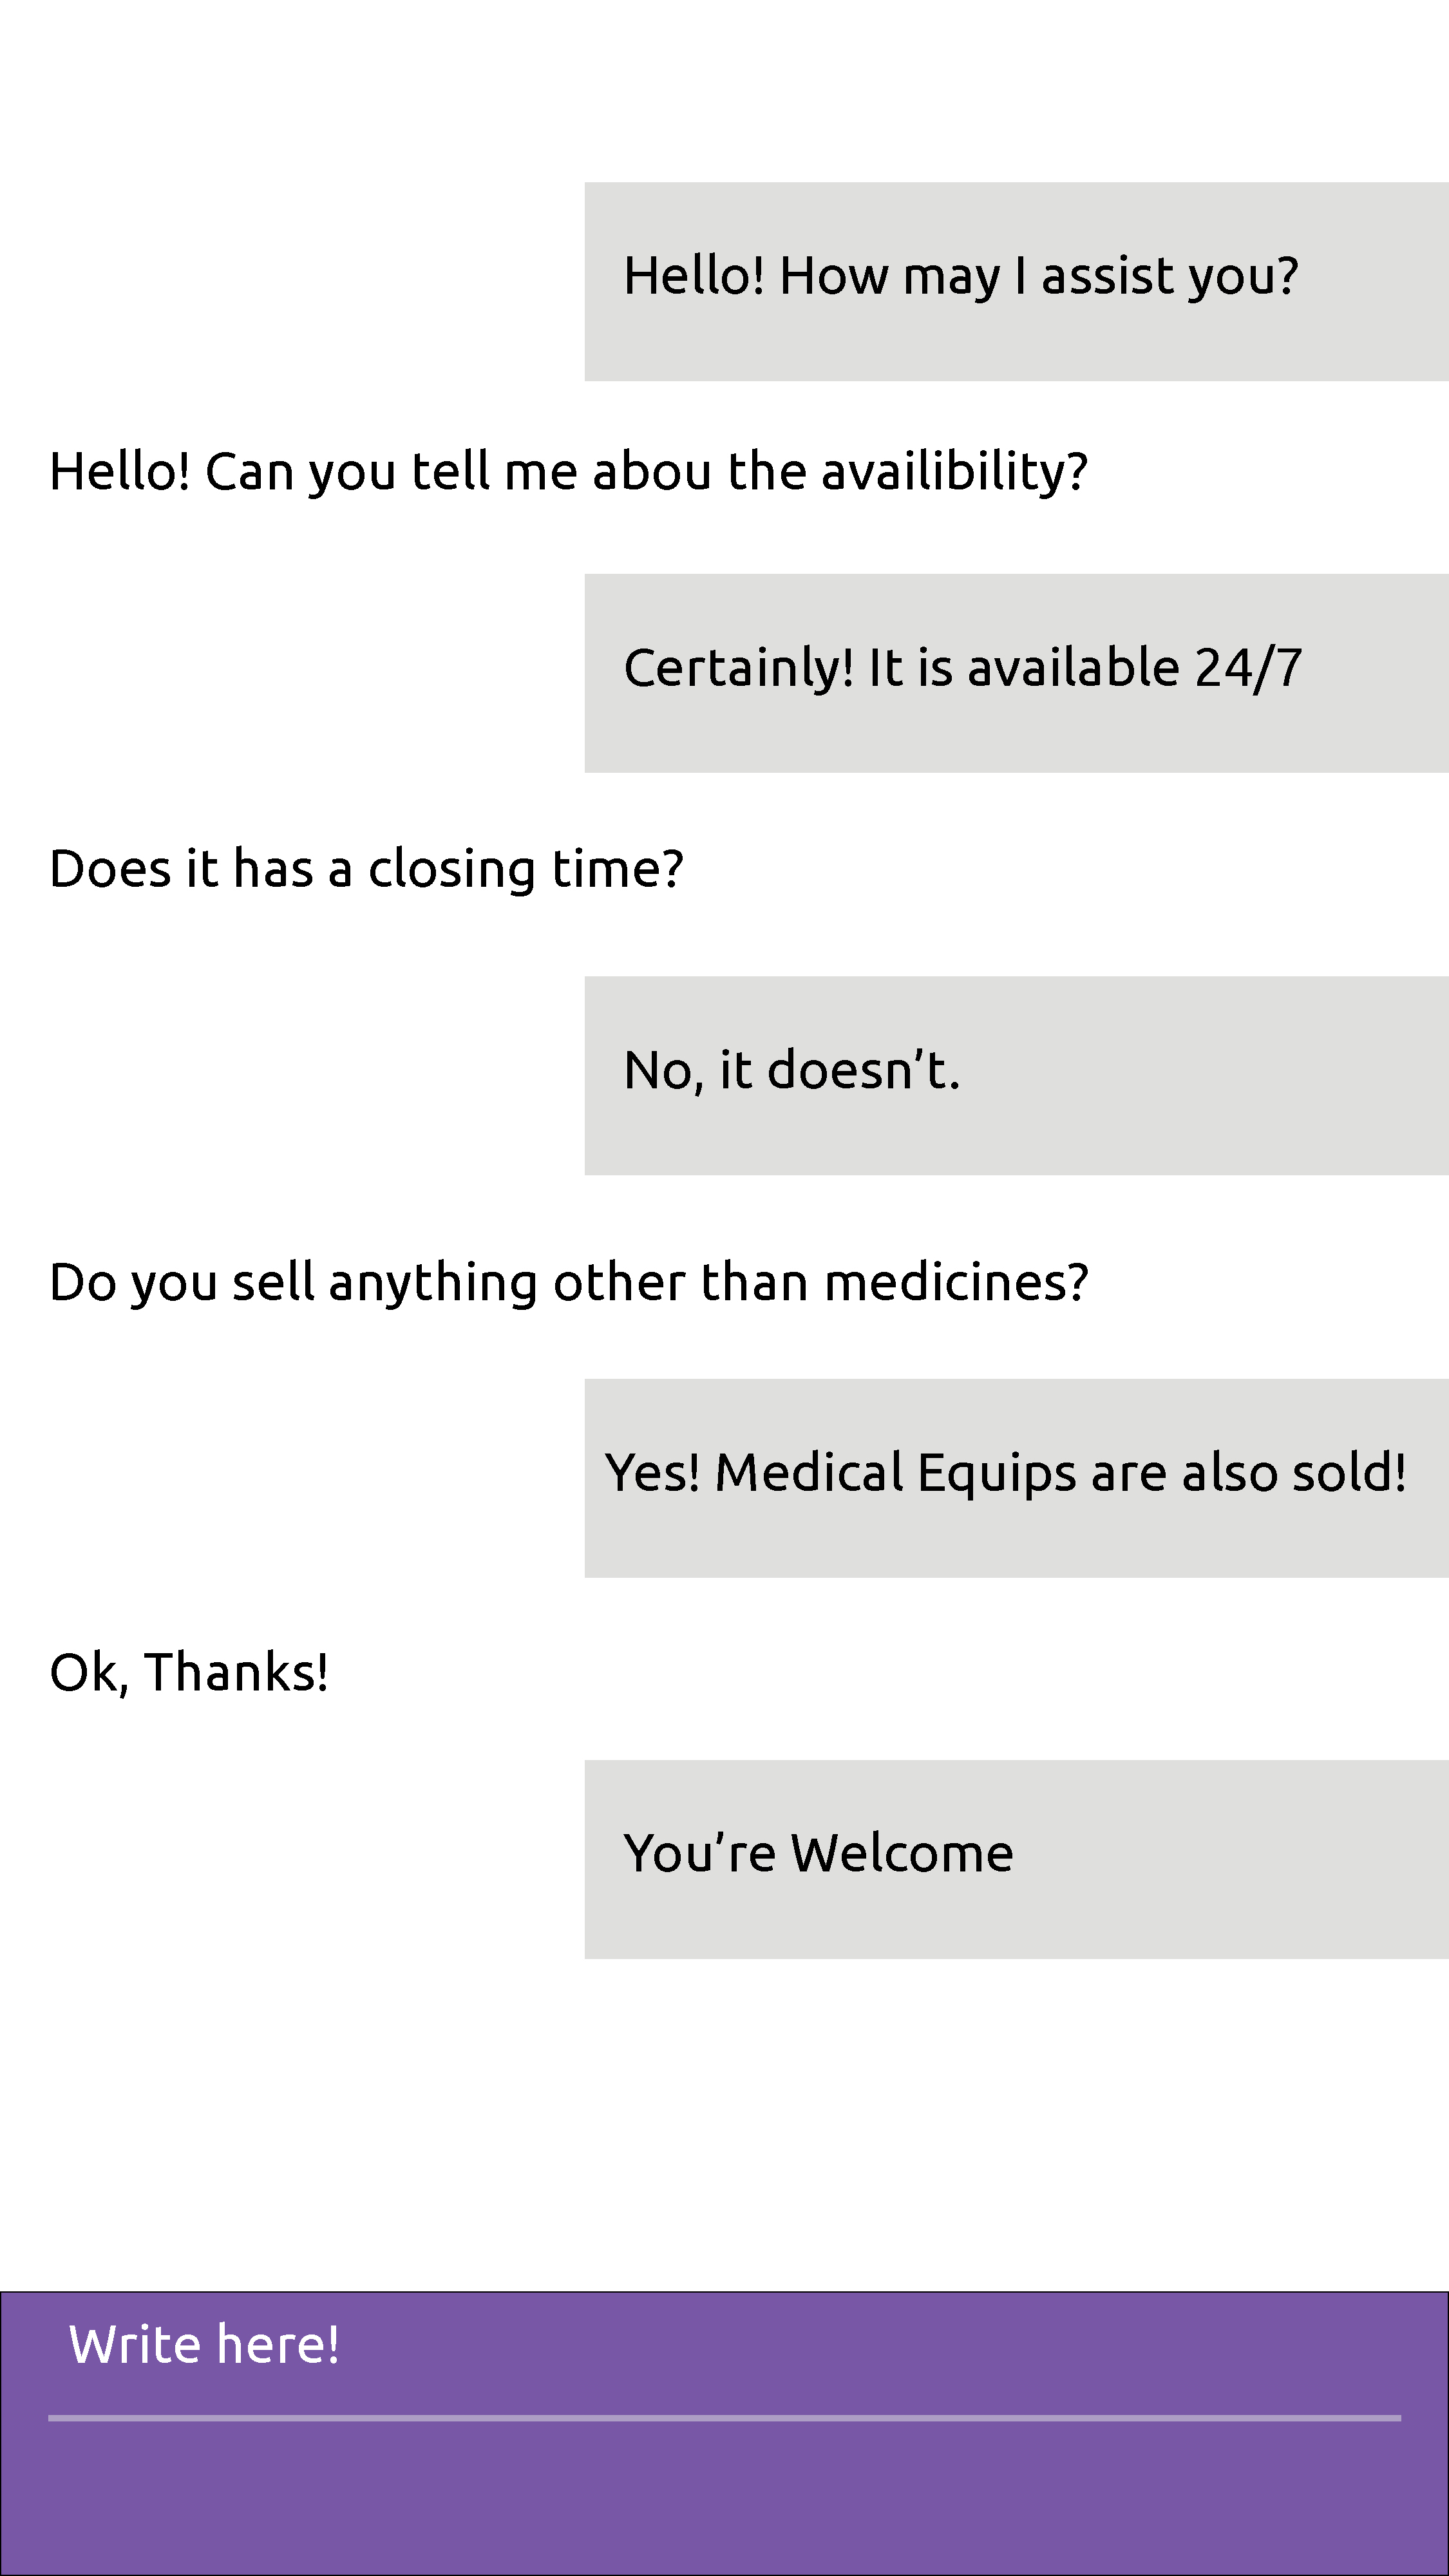 Hello! How may I assist you?
Hello! Can you tell me abou the availibility?
Certainly! It is available 24/7
Does it has a closing time?
No, it doesn’t.
Do you sell anything other than medicines?
Yes! Medical Equips are also sold!
Ok, Thanks!
You’re Welcome
Write here!